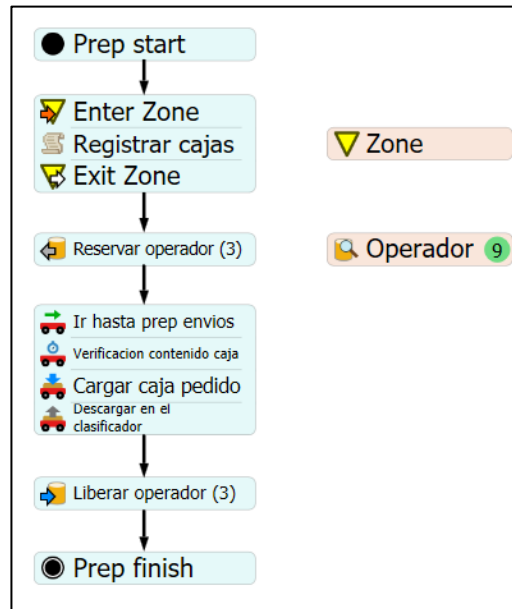 Prep start
Enter Zone
Registrar cajas
Exit Zone
Zone
Reservar operador (3)
Operador 9
Ir hasta prep envios
Verificacion contenido caja
Cargar caja pedido
Descargar en el
clasificador
Liberar operador (3)
Prep finish